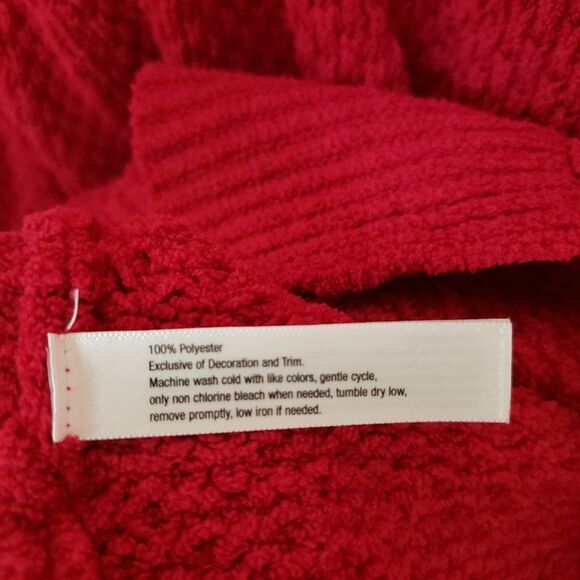 100% Polyester
Exclusive of Decoration and Trim.
Machine wash cold with like colors, gentle cycle,
only non chlorine bleach when needed, tumble dry low,
remove promptly, low iron if needed.